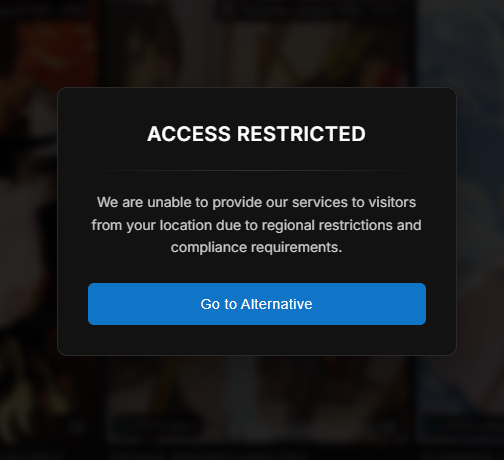 ACCESS RESTRICTED
We are unable to provide our services to visitors
from your location due to regional restrictions and
compliance requirements.
Go to Alternative